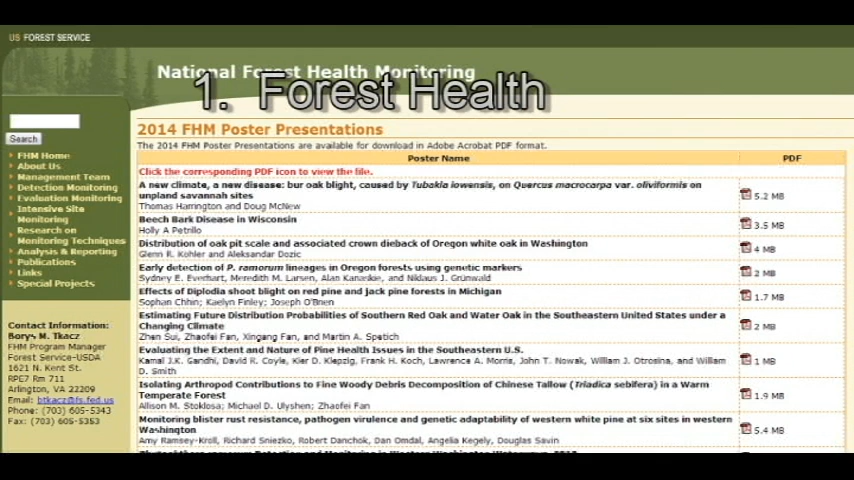 US FOREST SERVICE
National Forest Health Monitoring
1. Forest Health
Search
FHM Home
About Us
Management Team
Detection Monitoring
Evaluation Monitoring
Intensive Site
Monitoring
Research on
Monitoring Techniques
Analysis & Reporting
Publications
Links
Special Projects
Contact Information:
Borys M. Tkacz
FHM Program Manager
Forest Service-USDA
1621 N. Kent St.
RPE7 Rm 711
Arlington, VA 22209
Email: btkacz@fs.fed.us
Phone: (703) 605-5343
Fax: (703) 605-5353
2014 FHM Poster Presentations
The 2014 FHM Poster Presentations are available for download in Adobe Acrobat PDF format.
Poster Name PDF
Click the corresponding PDF icon to view the file.
A new climate, a new disease: bur oak blight, caused by Tubakia iowensis, on Quercus macrocarpa var. oliviformis on
unpland savannah sites
Thomas Harrington and Doug McNew
5.2 MB
Beech Bark Disease in Wisconsin
Holly A Petrillo
3.5 MB
Distribution of oak pit scale and associated crown dieback of Oregon white oak in Washington
Glenn R. Kohler and Aleksandar Dozic
4 MB
Early detection of P. ramorum lineages in Oregon forests using genetic markers
Sydney E. Everhart, Meredith M. Larsen, Alan Kanaskie, and Niklaus J. Grünwald
2 MB
Effects of Diplodia shoot blight on red pine and jack pine forests in Michigan
Sophan Chhin; Kaelyn Finley; Joseph O'Brien
1.7 MB
Estimating Future Distribution Probabilities of Southern Red Oak and Water Oak in the Southeastern United States under a
Changing Climate
Zhen Sui, Zhaofei Fan, Xingang Fan, and Martin A. Spetich
2 MB
Evaluating the Extent and Nature of Pine Health Issues in the Southeastern U.S.
Kamal J.K. Gandhi, David R. Coyle, Kier D. Klepzig, Frank H. Koch, Lawrence A. Morris, John T. Nowak, William J. Otrosina, and William
D. Smith
1 MB
Isolating Arthropod Contributions to Fine Woody Debris Decomposition of Chinese Tallow (Triadica sebifera) in a Warm
Temperate Forest
Allison M. Stoklosa; Michael D. Ulyshen; Zhaofei Fan
1.9 MB
Monitoring blister rust resistance, pathogen virulence and genetic adaptability of western white pine at six sites in western
Washington
Amy Ramsey-Kroll, Richard Sniezko, Robert Danchok, Dan Omdal, Angelia Kegely, Douglas Savin
5.4 MB